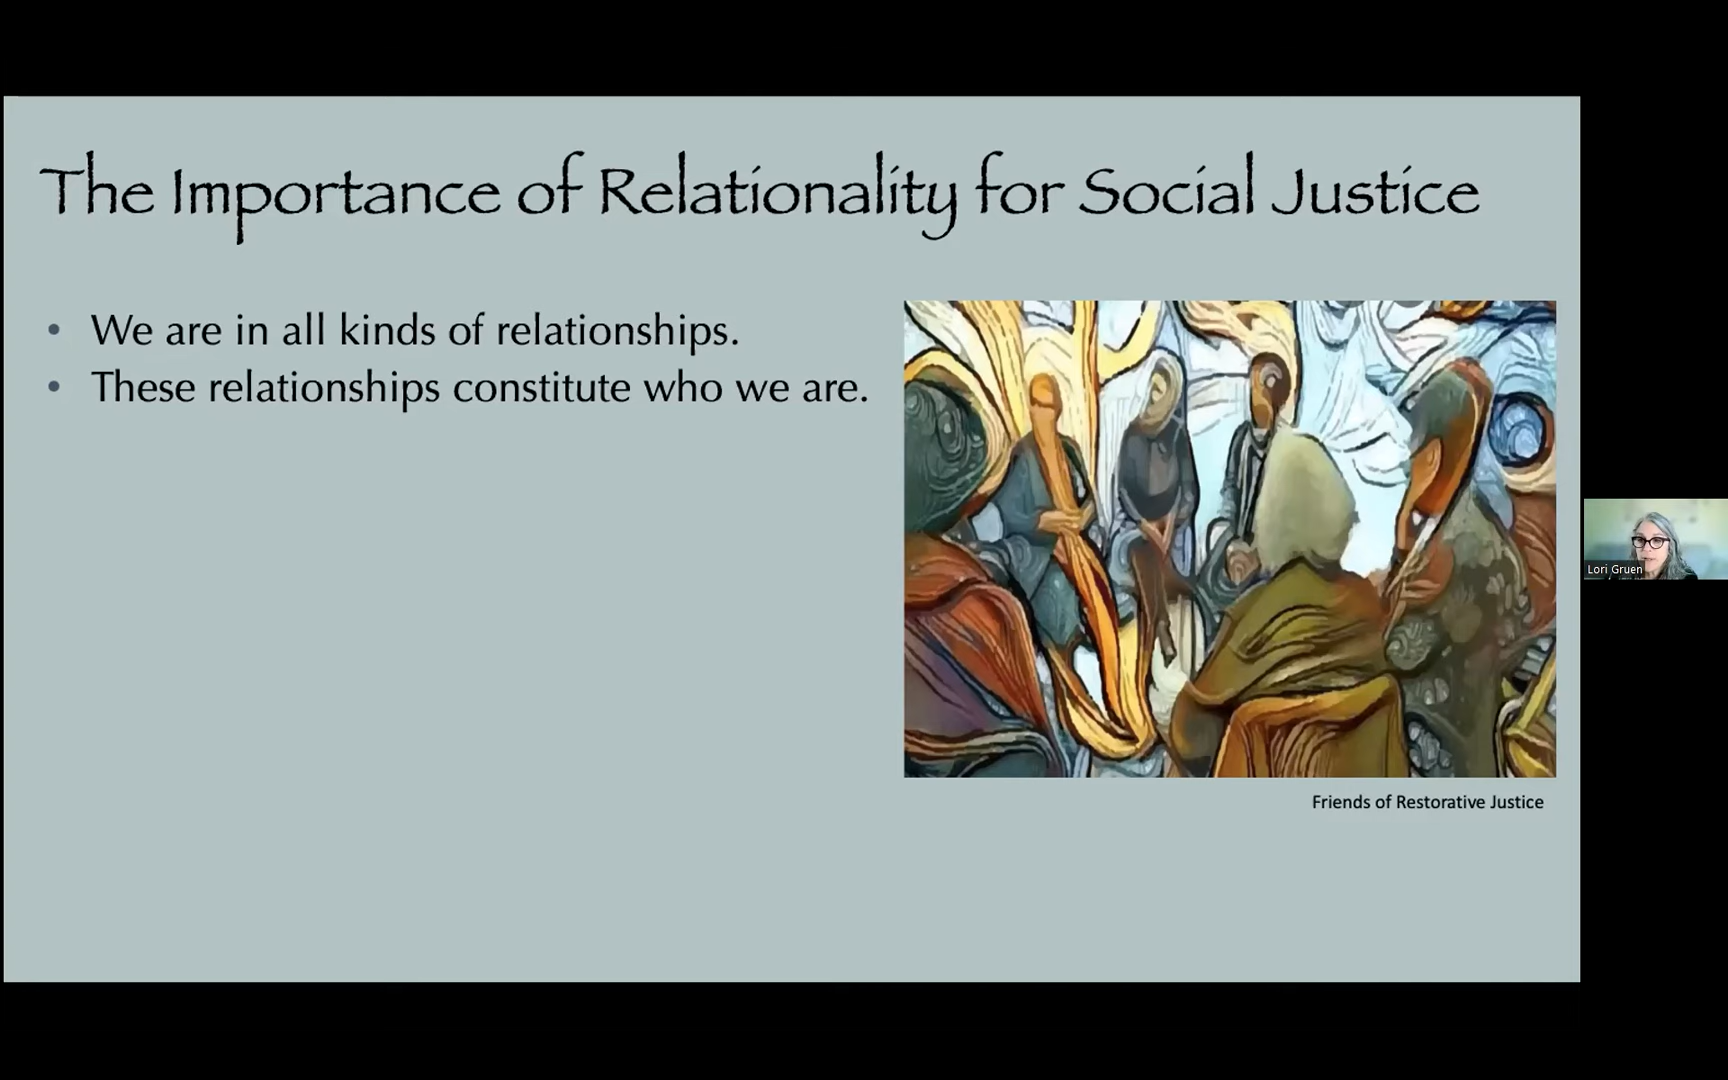 The Importance of Relationality for Social Justice
• We are in all kinds of relationships.
• These relationships constitute who we are.
Friends of Restorative Justice
Lori Gruen